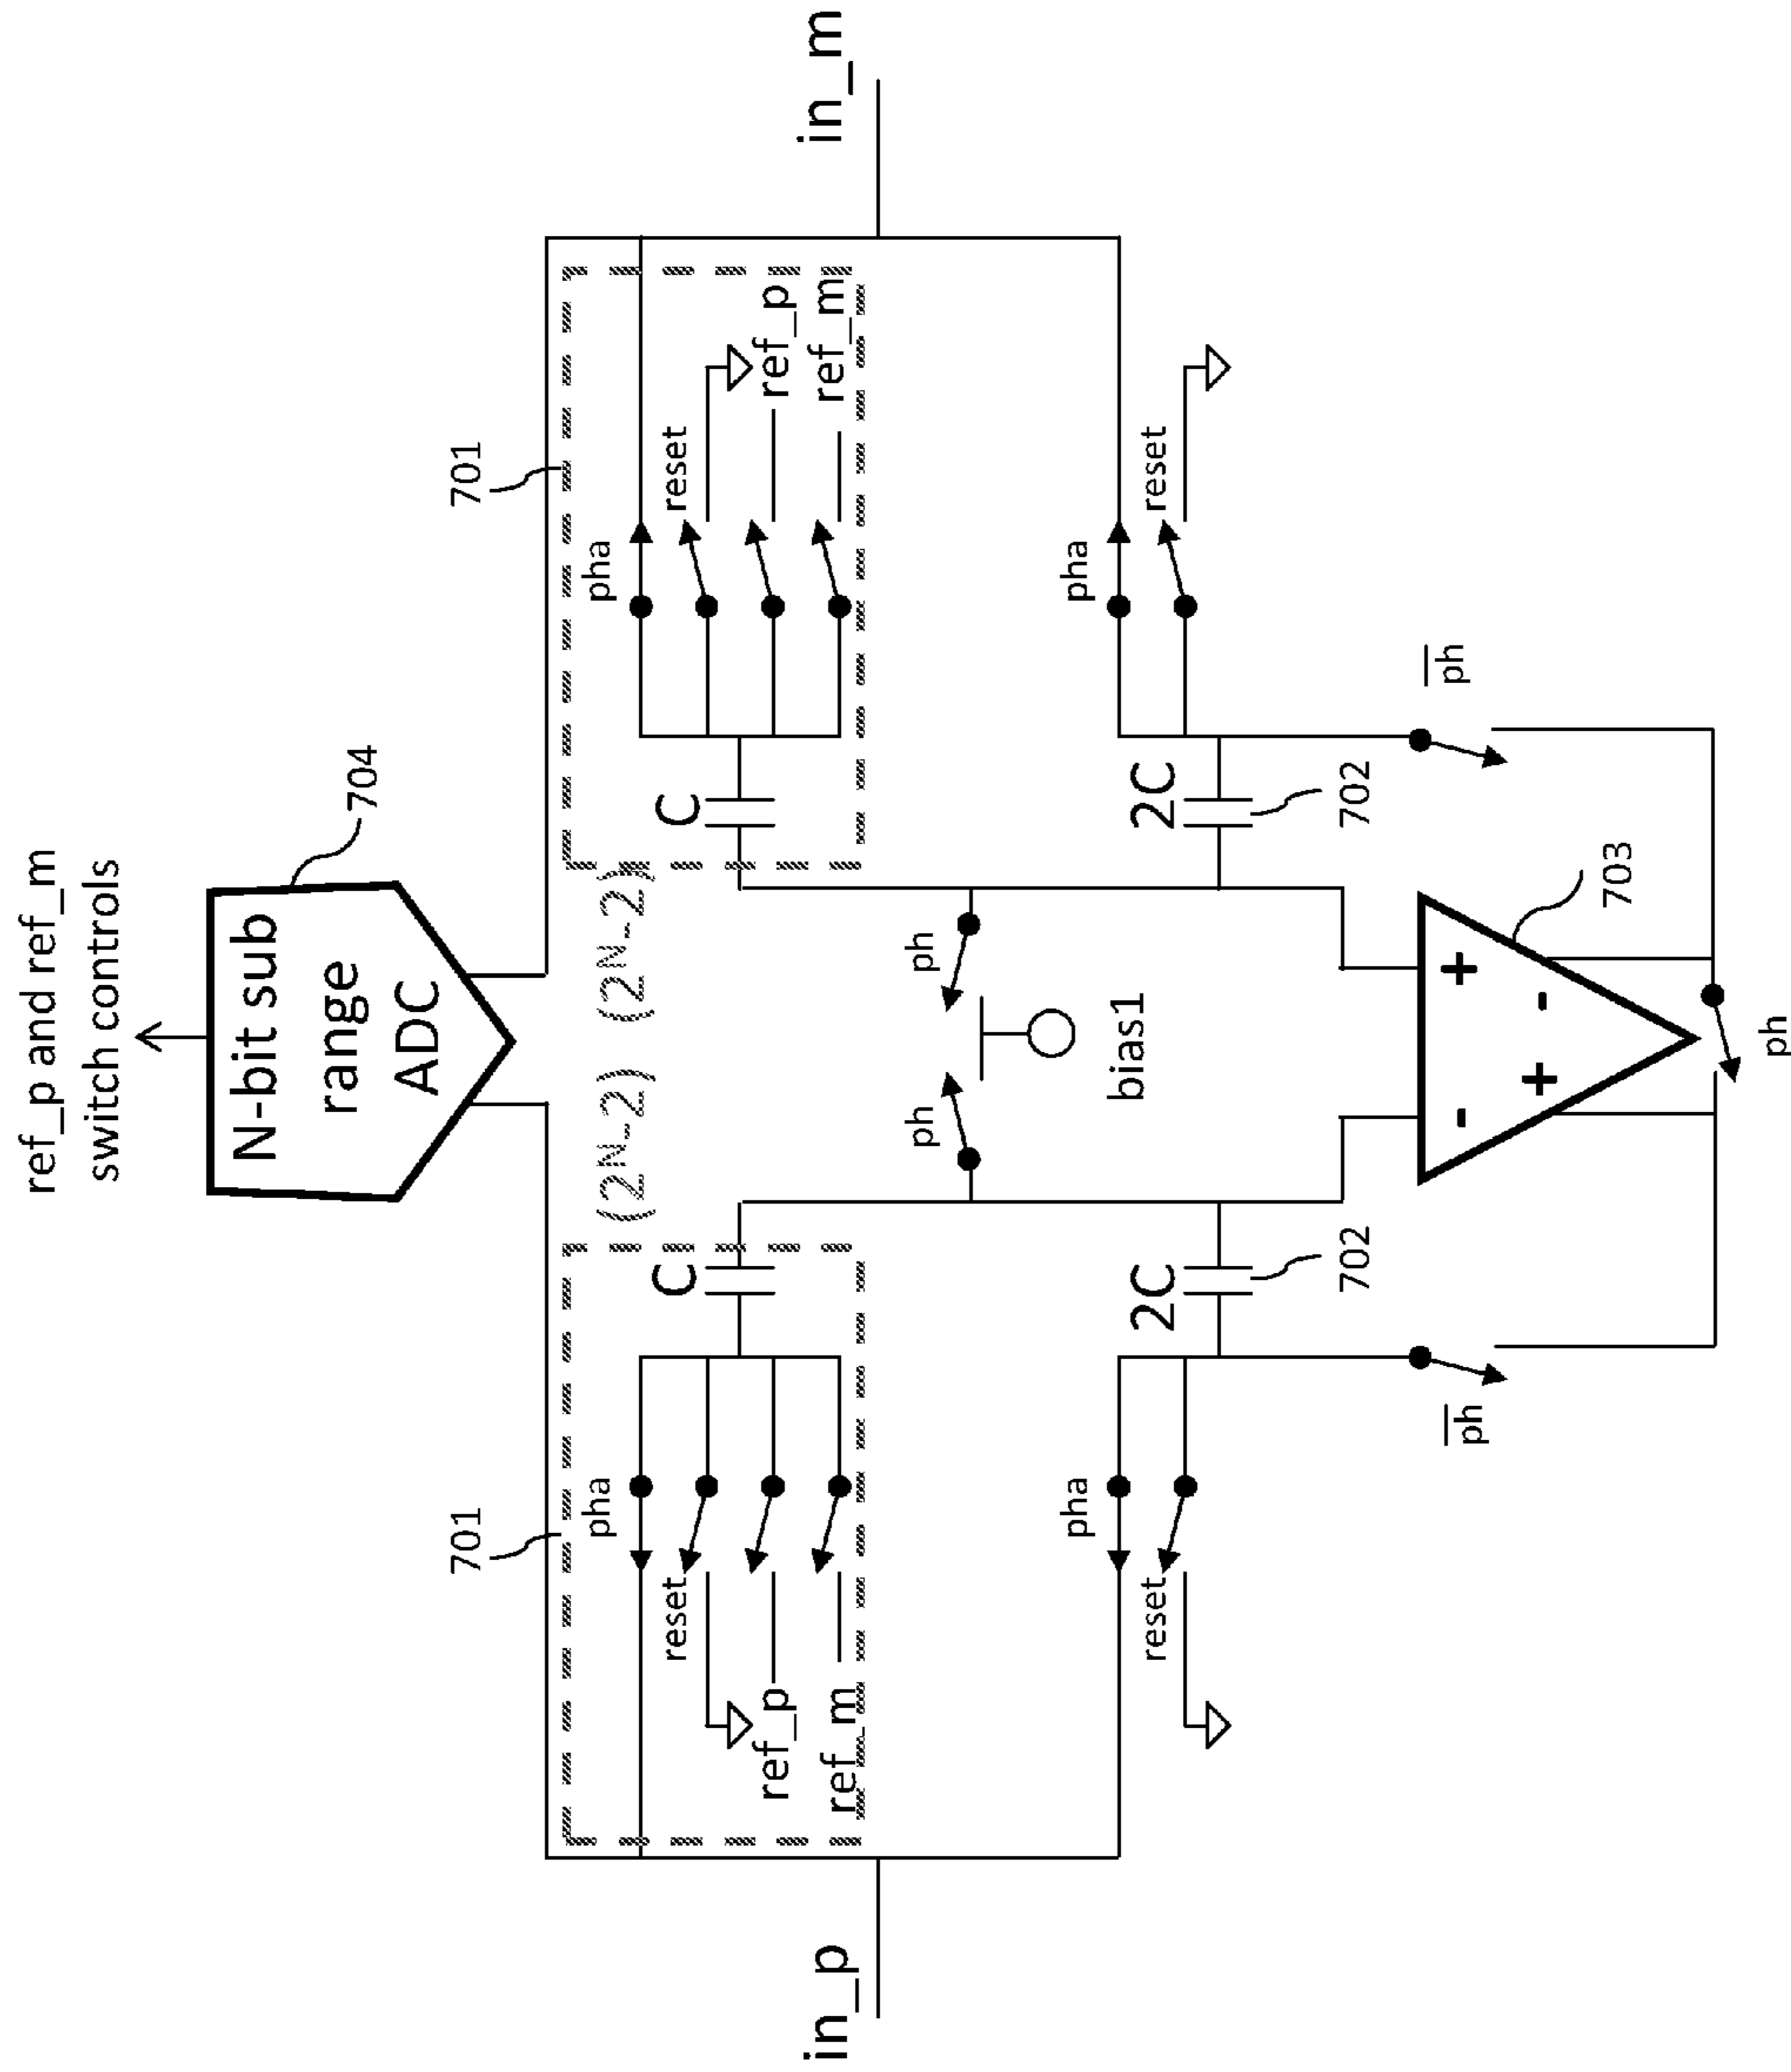 ref_p and ref_m
switch controls
N-bit sub
range
ADC
704
701
701
(2N-2)
(2N-2)
pha
reset
ref_p
ref_m
C
C
pha
reset
ref_p
ref_m
in_p
in_m
ph
ph
bias1
pha
reset
2C
702
2C
702
pha
reset
ph
ph
-
+
+
-
703
ph